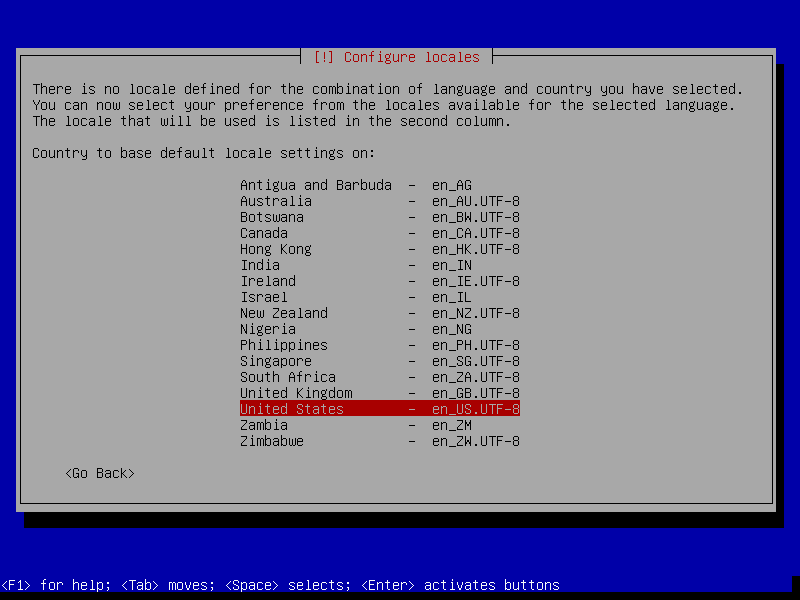 [!] Configure locales
There is no locale defined for the combination of language and country you have selected.
You can now select your preference from the locales available for the selected language.
The locale that will be used is listed in the second column.
Country to base default locale settings on:
Antigua and Barbuda – en_AG
Australia – en_AU.UTF-8
Botswana – en_BW.UTF-8
Canada – en_CA.UTF-8
Hong Kong – en_HK.UTF-8
India – en_IN
Ireland – en_IE.UTF-8
Israel – en_IL
New Zealand – en_NZ.UTF-8
Nigeria – en_NG
Philippines – en_PH.UTF-8
Singapore – en_SG.UTF-8
South Africa – en_ZA.UTF-8
United Kingdom – en_GB.UTF-8
United States – en_US.UTF-8
Zambia – en_ZM
Zimbabwe – en_ZW.UTF-8
<Go Back>
<F1> for help; <Tab> moves; <Space> selects; <Enter> activates buttons